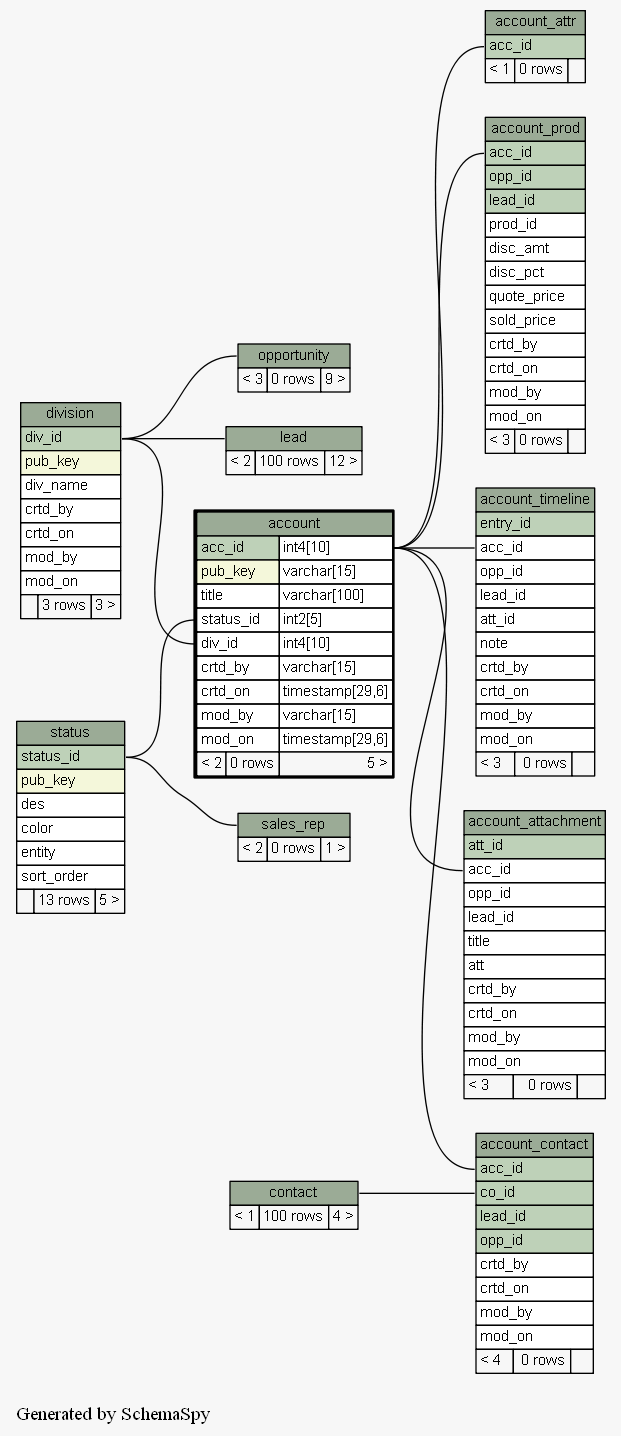 account_attr
acc_id
< 1 0 rows
account_prod
acc_id
opp_id
lead_id
prod_id
disc_amt
disc_pct
quote_price
sold_price
crtd_by
crtd_on
mod_by
mod_on
< 3 0 rows
opportunity
< 3 0 rows 9 >
lead
< 2 100 rows 12 >
division
div_id
pub_key
div_name
crtd_by
crtd_on
mod_by
mod_on
3 rows 3 >
account
acc_id int4[10]
pub_key varchar[15]
title varchar[100]
status_id int2[5]
div_id int4[10]
crtd_by varchar[15]
crtd_on timestamp[29,6]
mod_by varchar[15]
mod_on timestamp[29,6]
< 2 0 rows 5 >
account_timeline
entry_id
acc_id
opp_id
lead_id
att_id
note
crtd_by
crtd_on
mod_by
mod_on
< 3 0 rows
status
status_id
pub_key
des
color
entity
sort_order
13 rows 5 >
sales_rep
< 2 0 rows 1 >
account_attachment
att_id
acc_id
opp_id
lead_id
title
att
crtd_by
crtd_on
mod_by
mod_on
< 3 0 rows
contact
< 1 100 rows 4 >
account_contact
acc_id
co_id
lead_id
opp_id
crtd_by
crtd_on
mod_by
mod_on
< 4 0 rows
Generated by SchemaSpy